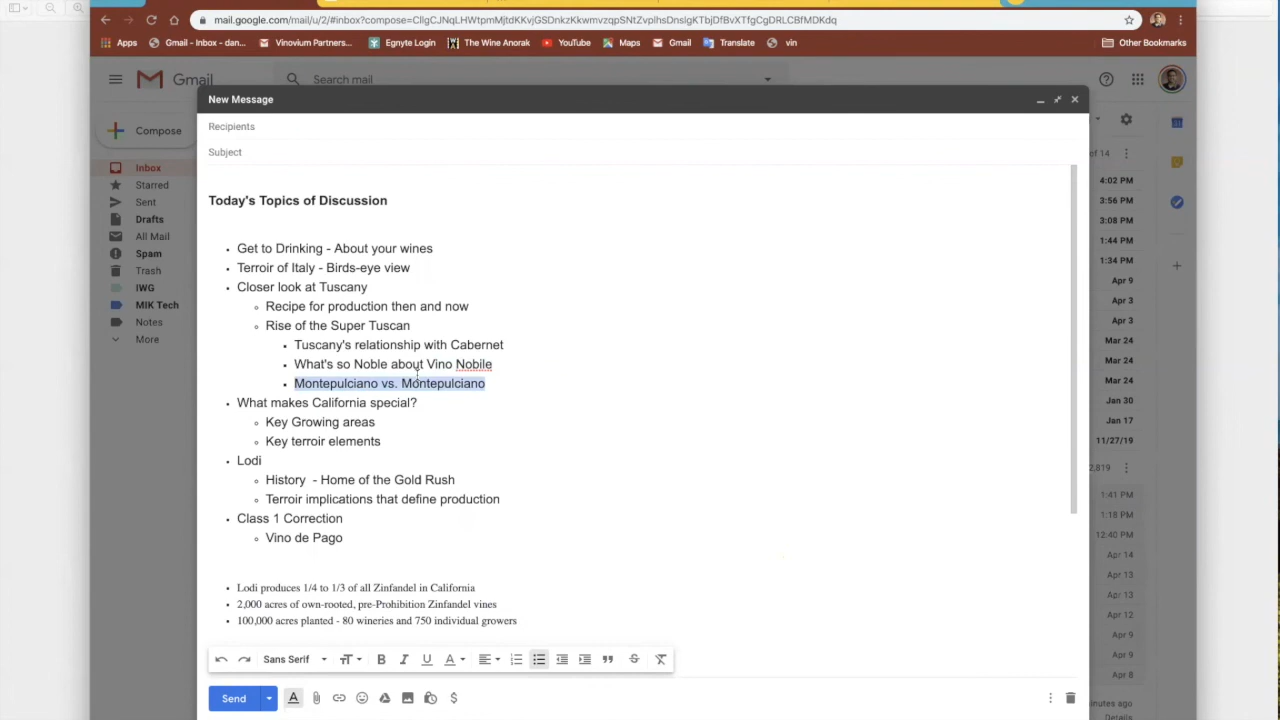 mail.google.com/mail/u/2/#inbox?compose=CllgCJNqLHWtpmMjtdKKvjGSDnkzKkwmvzqpSNtZvplhsDnslgKTbjDfBvXTfgCgDRLCBfMDKdq
Apps Gmail - Inbox - dan... Vinovium Partners... Egnyte Login The Wine Anorak YouTube Maps Gmail Translate vin Other Bookmarks
Gmail Search mail
New Message
Recipients
Compose
Subject
of 14
Inbox
4:02 PM
Starred
Sent
Today's Topics of Discussion
3:56 PM
Drafts
3:08 PM
All Mail
1:44 PM
Spam
• Get to Drinking - About your wines
1:34 PM
Trash
• Terroir of Italy - Birds-eye view
Apr 9
IWG
• Closer look at Tuscany
Apr 3
MIK Tech
◦ Recipe for production then and now
Apr 3
Notes
◦ Rise of the Super Tuscan
Mar 24
More
▪ Tuscany's relationship with Cabernet
Mar 24
▪ What's so Noble about Vino Nobile
Mar 24
▪ Montepulciano vs. Montepulciano
• What makes California special?
Jan 30
◦ Key Growing areas
Jan 17
◦ Key terroir elements
11/27/19
• Lodi
2,819
◦ History - Home of the Gold Rush
1:41 PM
◦ Terroir implications that define production
1:18 PM
• Class 1 Correction
12:40 PM
◦ Vino de Pago
Apr 14
Apr 13
• Lodi produces 1/4 to 1/3 of all Zinfandel in California
Apr 13
• 2,000 acres of own-rooted, pre-Prohibition Zinfandel vines
Apr 12
• 100,000 acres planted - 80 wineries and 750 individual growers
Apr 9
Apr 9
Sans Serif
Apr 8
Send
minutes ago
Details